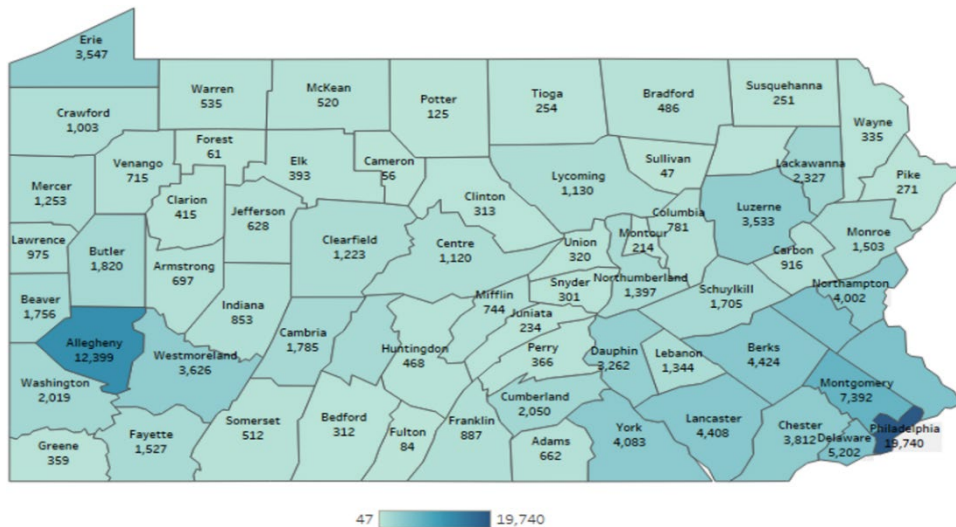 Erie
3,547
Warren
535
McKean
520
Potter
125
Tioga
254
Bradford
486
Susquehanna
251
Wayne
335
Crawford
1,003
Forest
61
Venango
715
Elk
393
Cameron
56
Sullivan
47
Lackawanna
2,327
Pike
271
Mercer
1,253
Clarion
415
Jefferson
628
Clinton
313
Lycoming
1,130
Columbia
781
Luzerne
3,533
Monroe
1,503
Lawrence
975
Butler
1,820
Armstrong
697
Clearfield
1,223
Centre
1,120
Union
320
Montour
214
Carbon
916
Beaver
1,756
Indiana
853
Mifflin
744
Snyder
301
Northumberland
1,397
Schuylkill
1,705
Northampton
4,002
Allegheny
12,399
Westmoreland
3,626
Cambria
1,785
Huntingdon
468
Juniata
234
Perry
366
Dauphin
3,262
Lebanon
1,344
Berks
4,424
Montgomery
7,392
Washington
2,019
Cumberland
2,050
Greene
359
Fayette
1,527
Somerset
512
Bedford
312
Fulton
84
Franklin
887
Adams
662
York
4,083
Lancaster
4,408
Chester
3,812
Delaware
5,202
Philadelphia
19,740
47 19,740